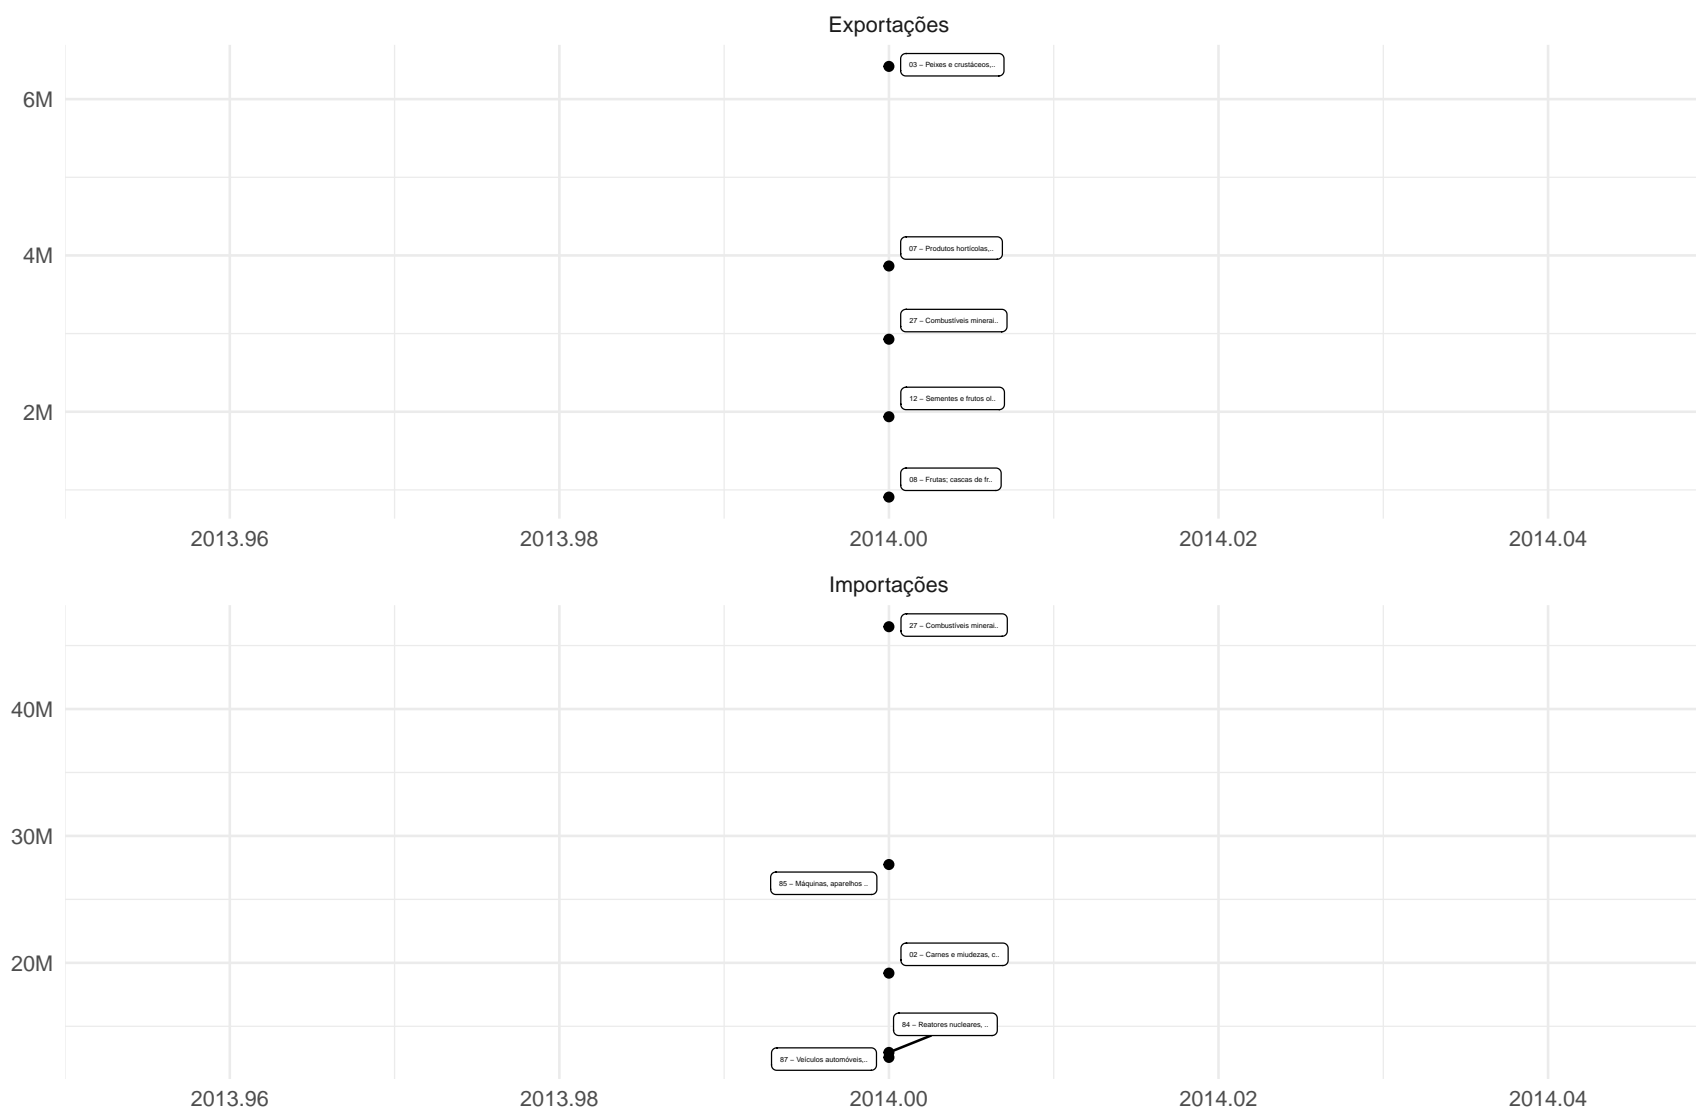 Exportações
03 – Peixes e crustáceos,..
6M
07 – Produtos hortícolas,..
4M
27 – Combustíveis minerai..
12 – Sementes e frutos ol..
2M
08 – Frutas; cascas de fr..
2013.96 2013.98 2014.00 2014.02 2014.04
Importações
27 – Combustíveis minerai..
40M
30M
85 – Máquinas, aparelhos ..
02 – Carnes e miudezas, c..
20M
84 – Reatores nucleares, ..
87 – Veículos automóveis,..
2013.96 2013.98 2014.00 2014.02 2014.04